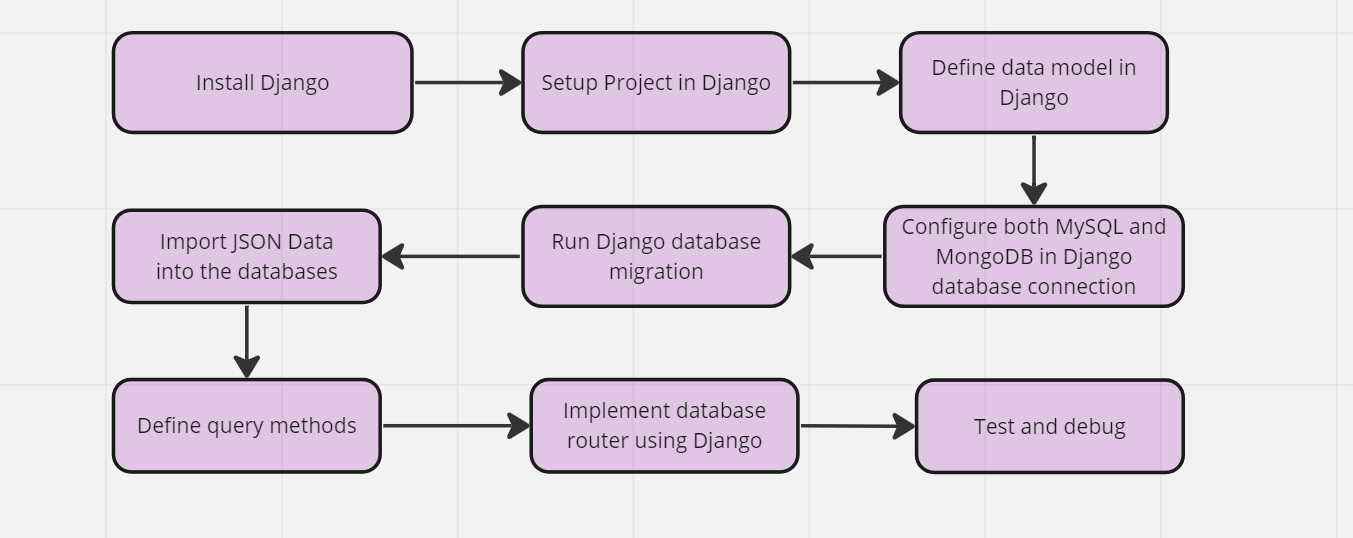 Install Django
Setup Project in Django
Define data model in
Django
Configure both MySQL and
MongoDB in Django
database connection
Run Django database
migration
Import JSON Data
into the databases
Define query methods
Implement database
router using Django
Test and debug